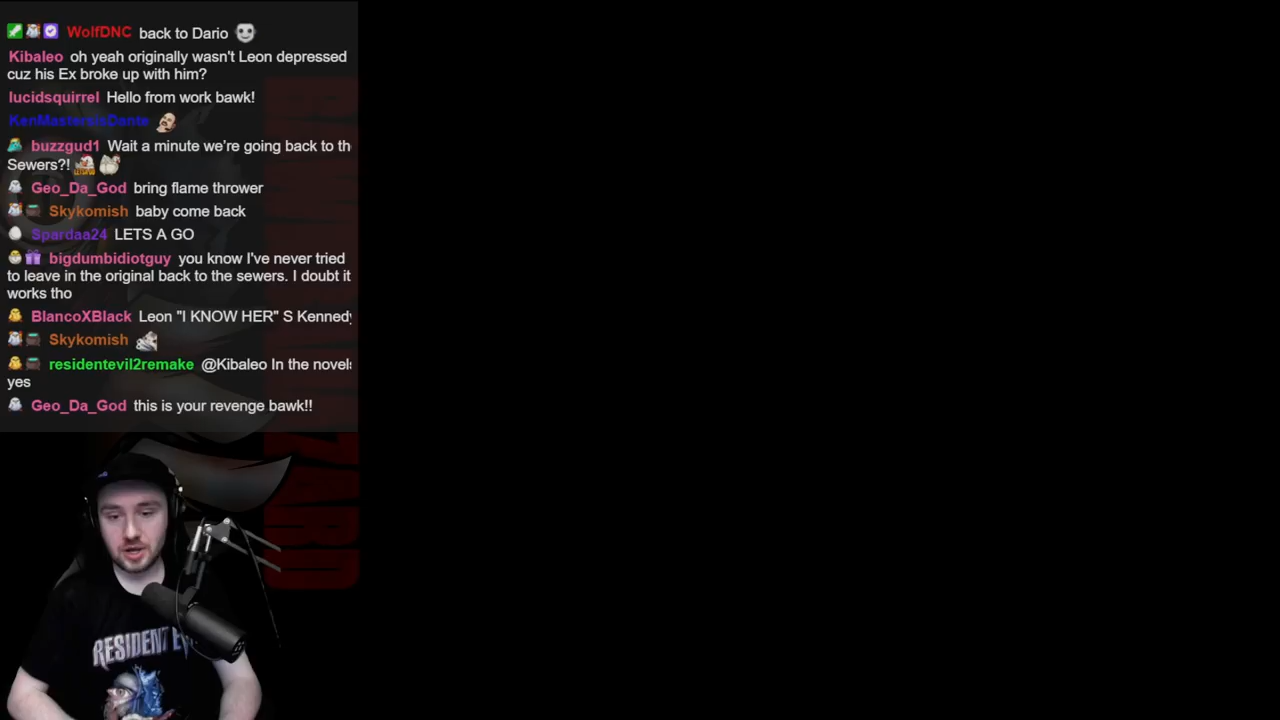 WolfDNC back to Dario
Kibaleo oh yeah originally wasn't Leon depressed
cuz his Ex broke up with him?
lucidsquirrel Hello from work bawk!
KenMastersIsDante
buzzgud1 Wait a minute we're going back to the
Sewers?!
Geo_Da_God bring flame thrower
Skykomish baby come back
Spardaa24 LETS A GO
bigdumbidiotguy you know I've never tried
to leave in the original back to the sewers. I doubt it
works tho
BlancoXBlack Leon "I KNOW HER" S Kennedy
Skykomish
residentevil2remake @Kibaleo In the novels
yes
Geo_Da_God this is your revenge bawk!!
RESIDENT E